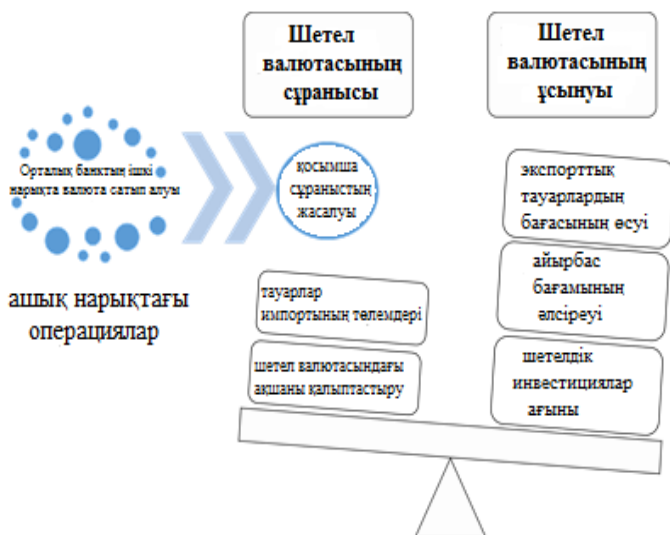 Шетел
валютасының
сұранысы
Шетел
валютасының
ұсынуы
Орталық банктың ішкі
нарықта валюта сатып алуы
қосымша
сұраныстың
жасалуы
ашық нарықтағы
операциялар
тауарлар
импортының төлемдері
шетел валютасындағы
ақшаны қалыптастыру
экспорттық
тауарлардың
бағасының өсуі
айырбас
бағамының
әлсіреуі
шетелдік
инвестициялар
ағыны